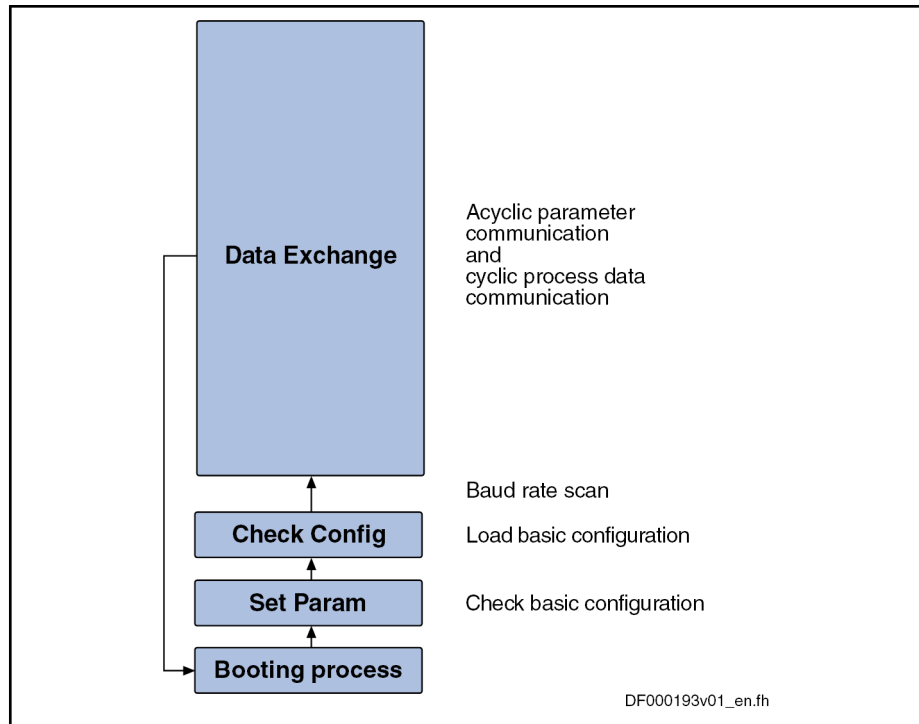 Data Exchange
Acyclic parameter
communication
and
cyclic process data
communication
Baud rate scan
Check Config
Load basic configuration
Set Param
Check basic configuration
Booting process
DF000193v01_en.fh